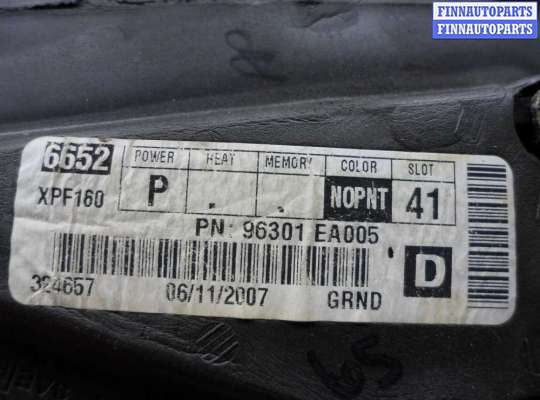 FINNAUTOPARTS
FINNAUTOPARTS
6652 POWER HEAT MEMORY COLOR SLOT
XPF160 P . . NOPNT 41
PN: 96301 EA005
D
324657 06/11/2007 GRND